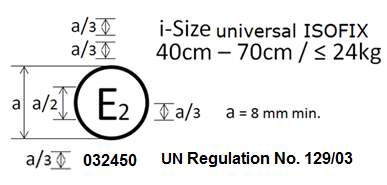 a/3 i-Size universal ISOFIX
a/3 40cm – 70cm / ≤ 24kg
a a/2 E2 a/3 a = 8 mm min.
a/3 032450 UN Regulation No. 129/03